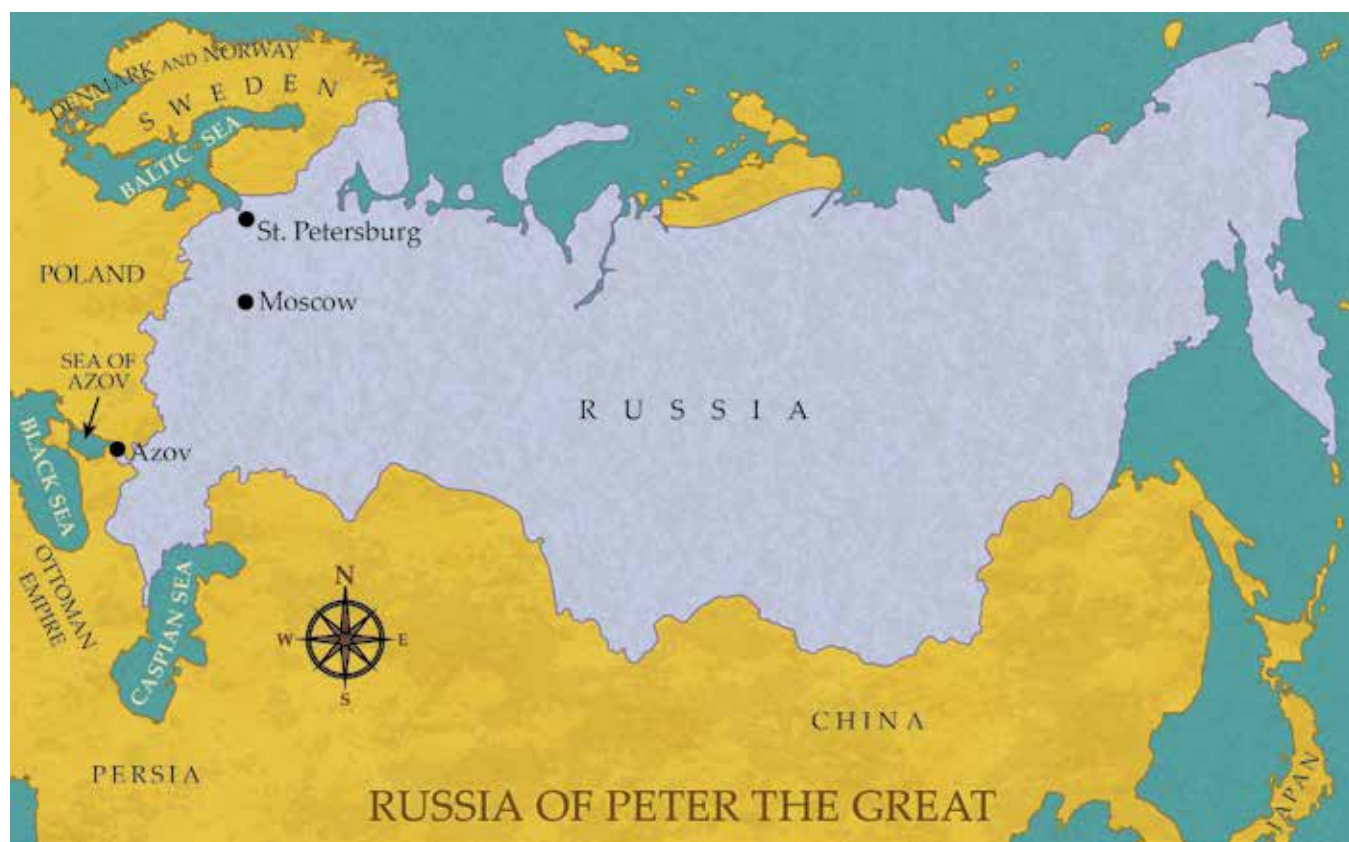 DENMARK AND NORWAY
SWEDEN
BALTIC SEA
St. Petersburg
POLAND
Moscow
SEA OF
AZOV
RUSSIA
BLACK SEA
Azov
OTTOMAN
EMPIRE
CASPIAN SEA
N
W
E
S
CHINA
PERSIA
JAPAN
RUSSIA OF PETER THE GREAT